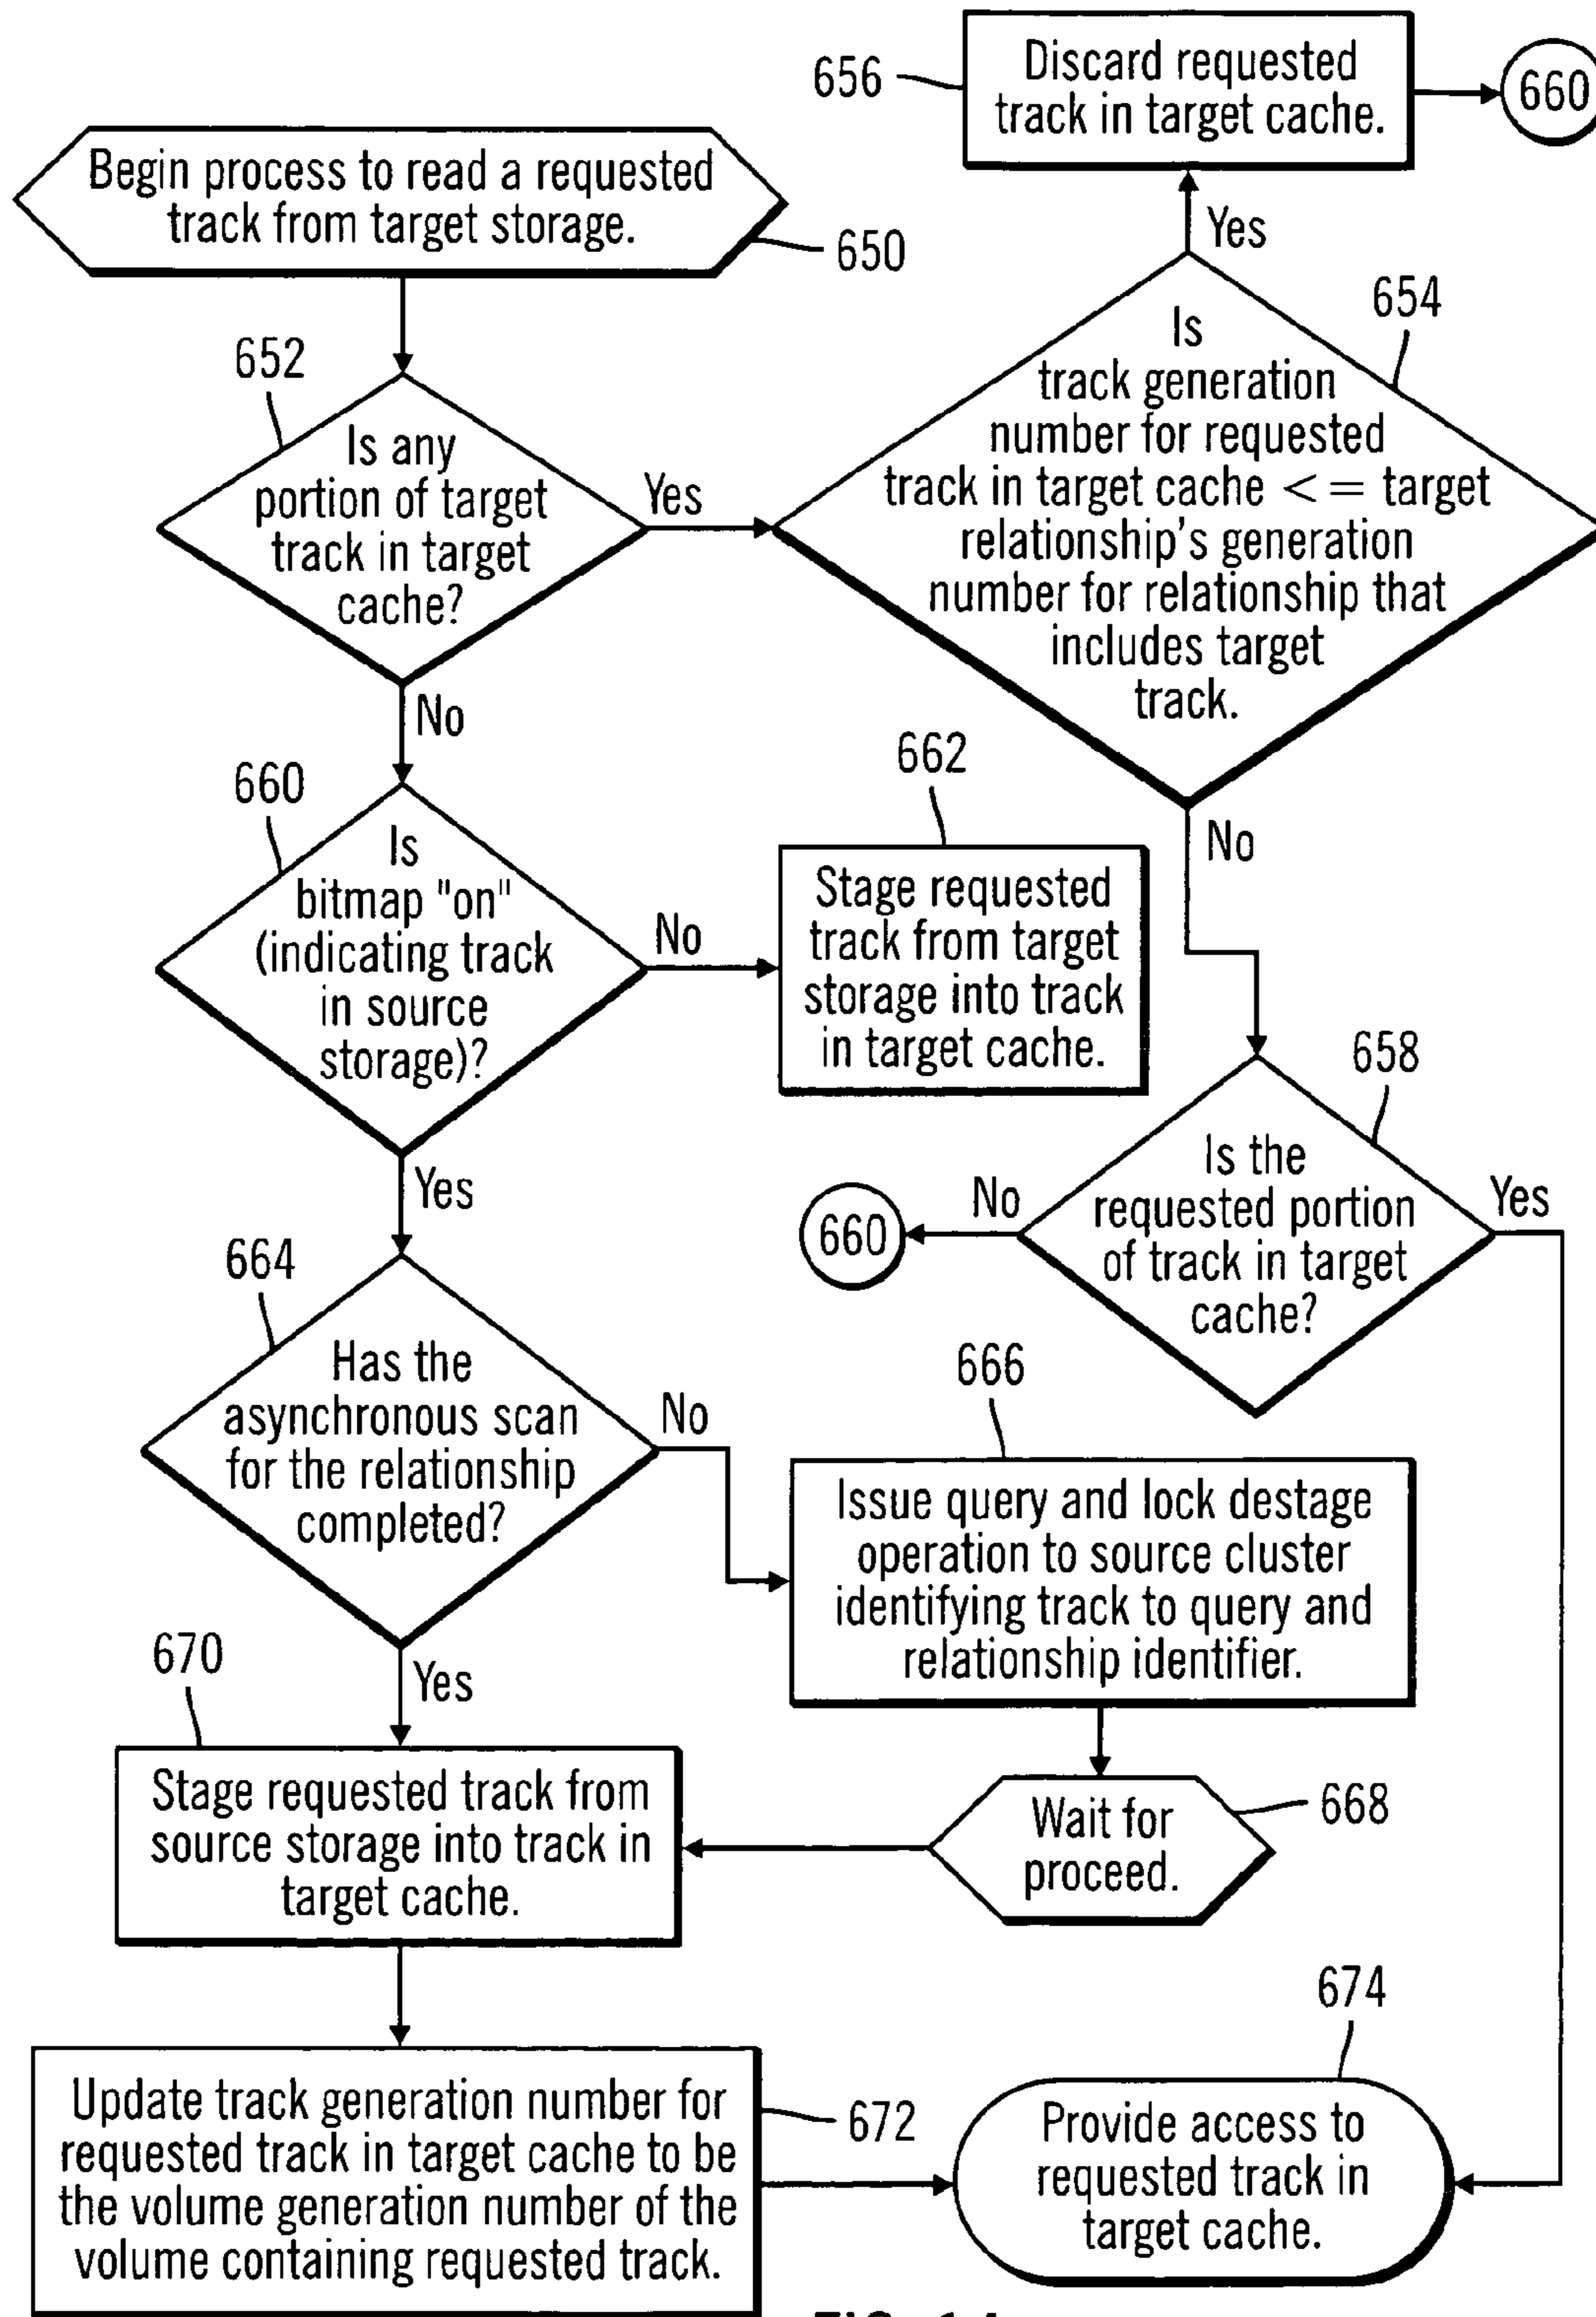 656
Discard requested
track in target cache.
660
Begin process to read a requested
track from target storage.
650
Yes
654
652
Is any
portion of target
track in target
cache?
Yes
Is
track generation
number for requested
track in target cache <= target
relationship's generation
number for relationship that
includes target
track.
No
No
660
Is
bitmap "on"
(indicating track
in source
storage)?
No
662
Stage requested
track from target
storage into track
in target cache.
658
Is the
requested portion
of track in target
cache?
No
660
Yes
Yes
664
Has the
asynchronous scan
for the relationship
completed?
No
666
Issue query and lock destage
operation to source cluster
identifying track to query and
relationship identifier.
Yes
670
Stage requested track from
source storage into track in
target cache.
Wait for
proceed.
668
674
Update track generation number for
requested track in target cache to be
the volume generation number of the
volume containing requested track.
672
Provide access to
requested track in
target cache.